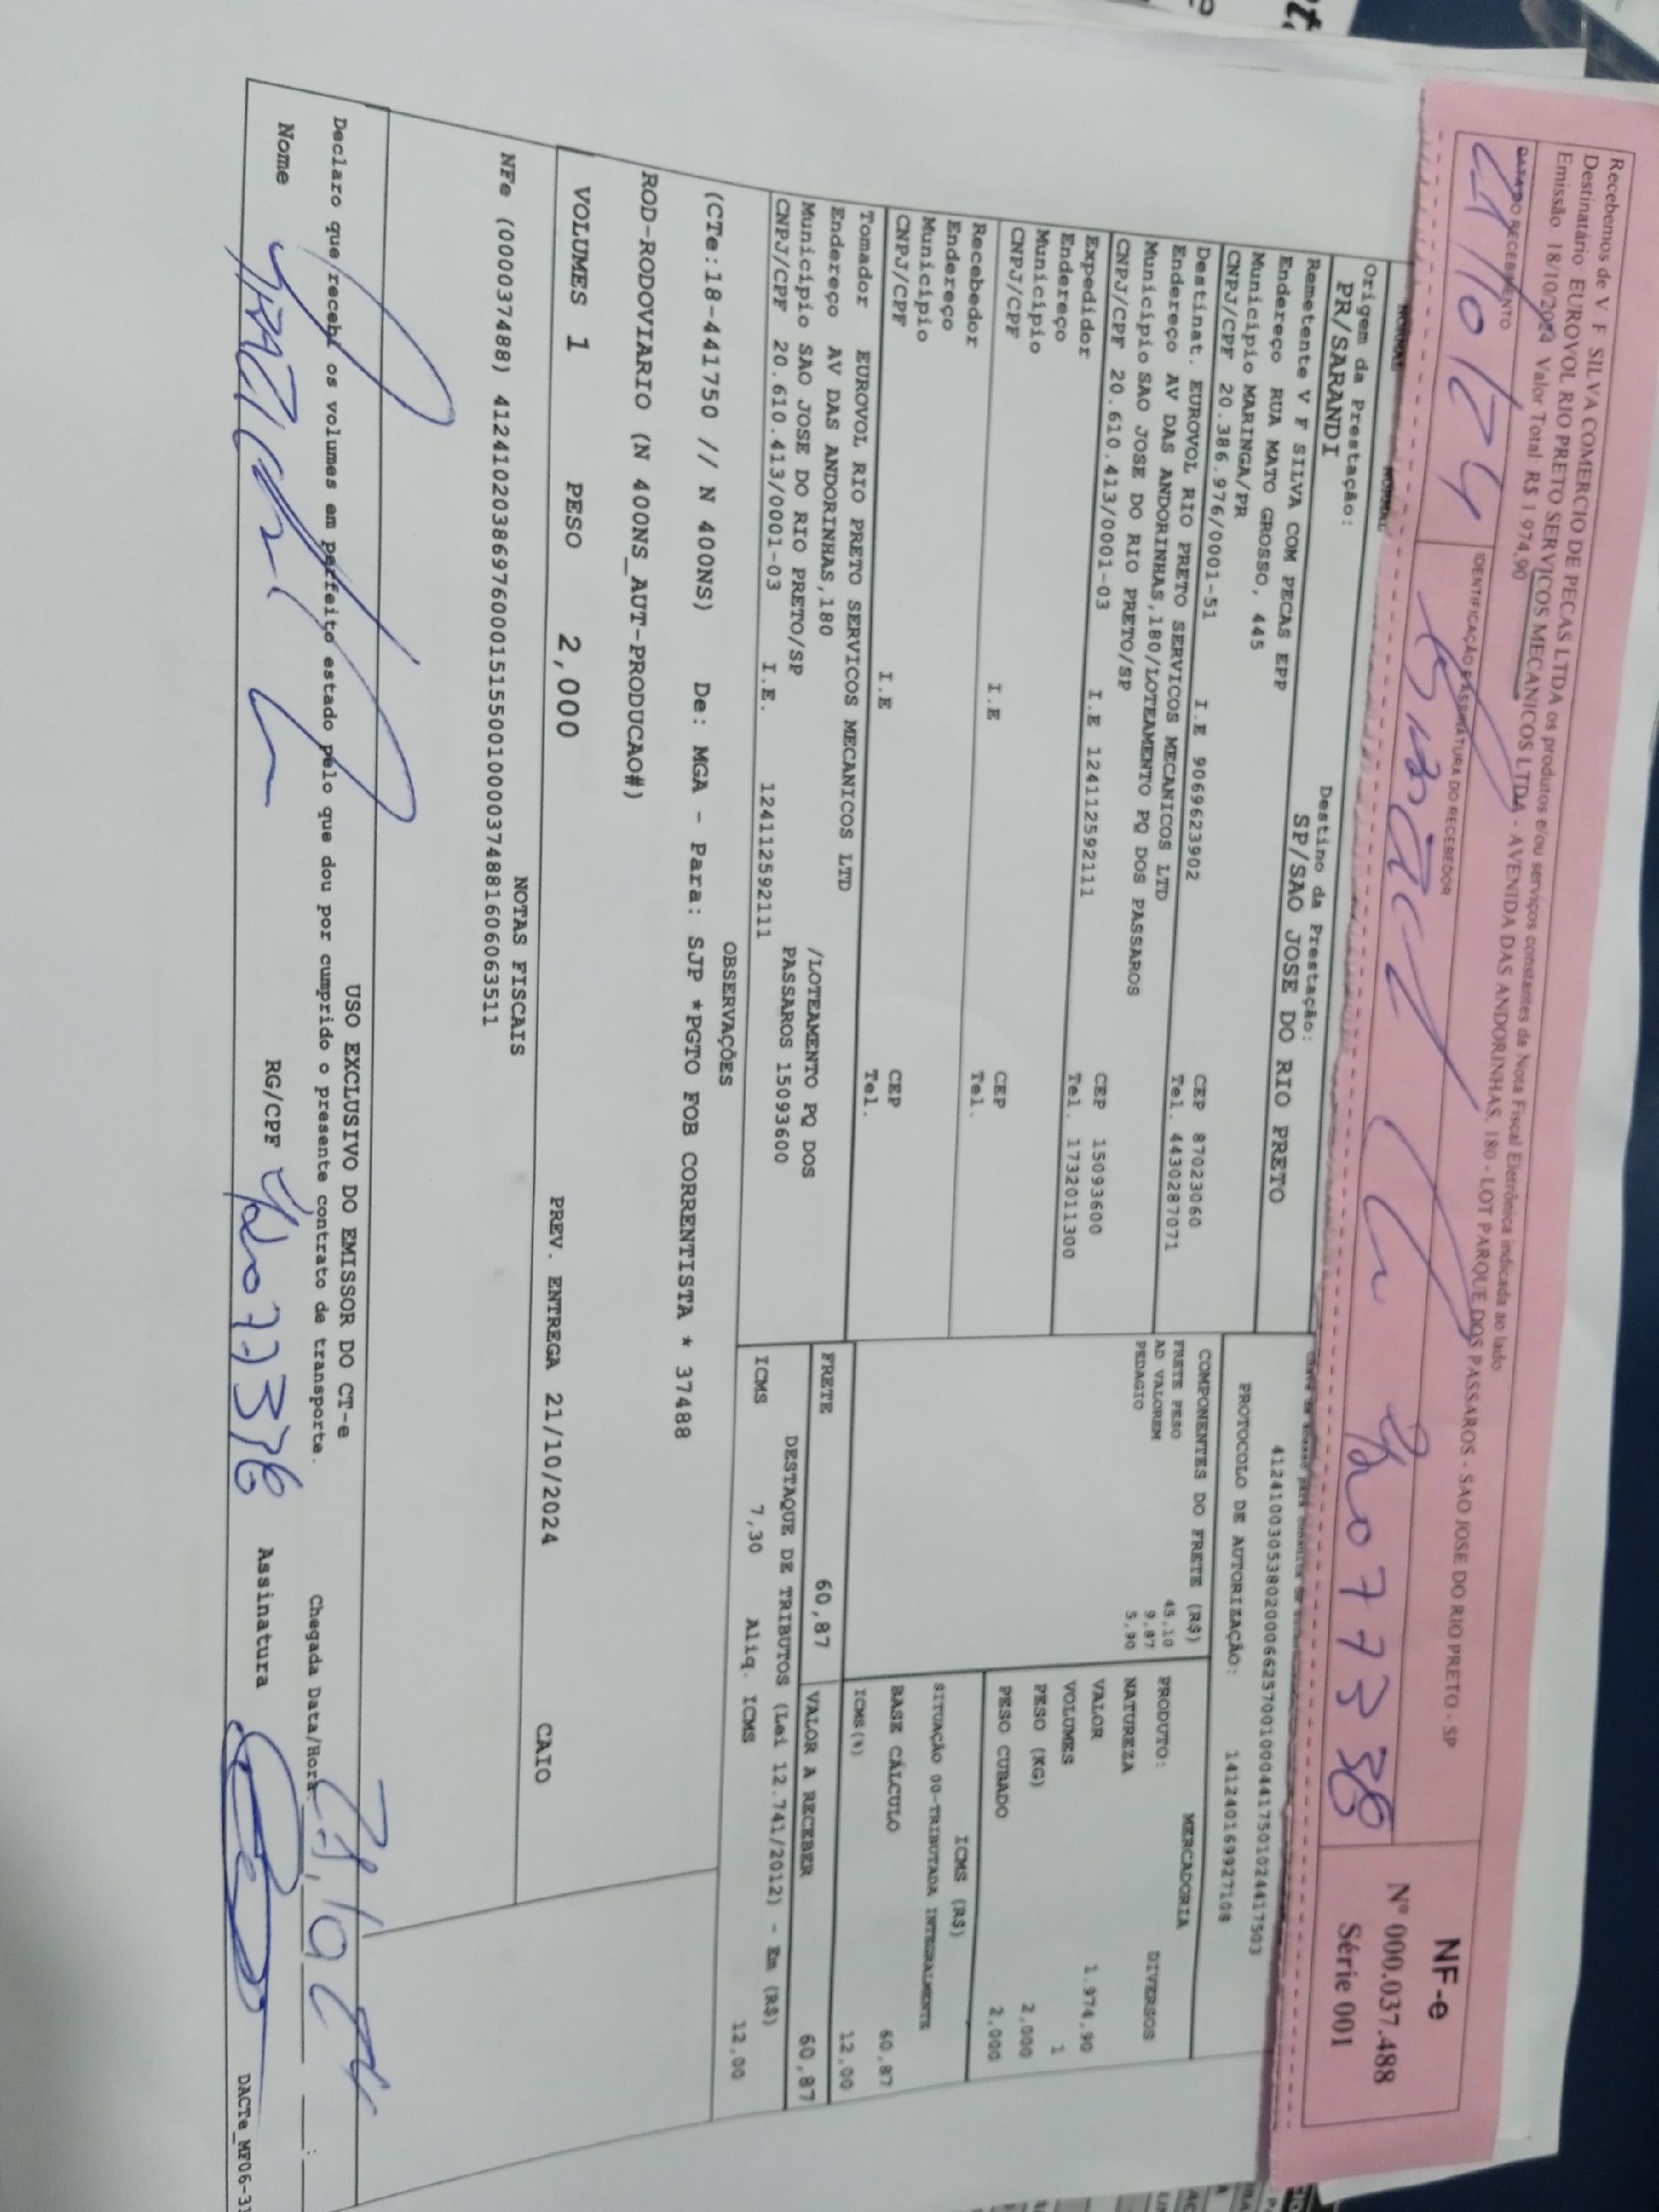 Recebemos de V. F. SILVA COMERCIO DE PECAS LTDA os produtos e/ou serviços constantes da Nota Fiscal Eletrônica indicada ao lado
Destinatário: EUROVOL RIO PRETO SERVICOS MECANICOS LTDA - AVENIDA DAS ANDORINHAS, 180 - LOT PARQUE DOS PASSAROS - SAO JOSE DO RIO PRETO - SP
Emissão 18/10/2024 Valor Total: R$ 1.974,90
DATA DO RECEBIMENTO
IDENTIFICAÇÃO E ASSINATURA DO RECEBEDOR
21/10/24
NF-e
Nº 000.037.488
Série 001
NORMAL NORMAL
Origem da Prestação: Destino da Prestação:
PR/SARANDI SP/SAO JOSE DO RIO PRETO
Remetente V F SILVA COM PECAS EPP
Endereço RUA MATO GROSSO, 445
Município MARINGA/PR CEP 87023060
CNPJ/CPF 20.386.976/0001-51 I.E 9069623902 Tel. 4430287071
Destinat. EUROVOL RIO PRETO SERVICOS MECANICOS LTD
Endereço AV DAS ANDORINHAS,180/LOTEAMENTO PQ DOS PASSAROS
Município SAO JOSE DO RIO PRETO/SP CEP 15093600
CNPJ/CPF 20.610.413/0001-03 I.E 124112592111 Tel. 1732011300
Expedidor
Endereço
Município CEP
CNPJ/CPF I.E Tel.
Recebedor
Endereço
Município CEP
CNPJ/CPF I.E Tel.
Tomador EUROVOL RIO PRETO SERVICOS MECANICOS LTD
Endereço AV DAS ANDORINHAS,180 /LOTEAMENTO PQ DOS
Município SAO JOSE DO RIO PRETO/SP PASSAROS 15093600
CNPJ/CPF 20.610.413/0001-03 I.E. 124112592111
PROTOCOLO DE AUTORIZAÇÃO: 141240169927108
COMPONENTES DO FRETE (R$)
FRETE PESO 45,10
AD VALOREM 9,87
PEDAGIO 5,90
MERCADORIA
PRODUTO: DIVERSOS
NATUREZA
VALOR 1.974,90
VOLUMES 1
PESO (KG) 2,000
PESO CUBADO 2,000
ICMS (R$)
SITUAÇÃO 00-TRIBUTADA INTEGRALMENTE
BASE CÁLCULO 60,87
ICMS(%) 12,00
FRETE 60,87 VALOR A RECEBER 60,87
DESTAQUE DE TRIBUTOS (Lei 12.741/2012) - Em (R$)
ICMS 7,30 Aliq. ICMS 12,00
OBSERVAÇÕES
(CTe:18-441750 // N 400NS) De: MGA - Para: SJP *PGTO FOB CORRENTISTA * 37488
ROD-RODOVIARIO (N 400NS_AUT-PRODUCAO#)
VOLUMES 1 PESO 2,000 PREV. ENTREGA 21/10/2024 CAIO
NOTAS FISCAIS
NFe (000037488) 41241020386976000151550010000374881606063511
USO EXCLUSIVO DO EMISSOR DO CT-e
Declaro que recebi os volumes em perfeito estado pelo que dou por cumprido o presente contrato de transporte.
Chegada Data/Hora
Nome RG/CPF Assinatura
DACTe_MF06-31